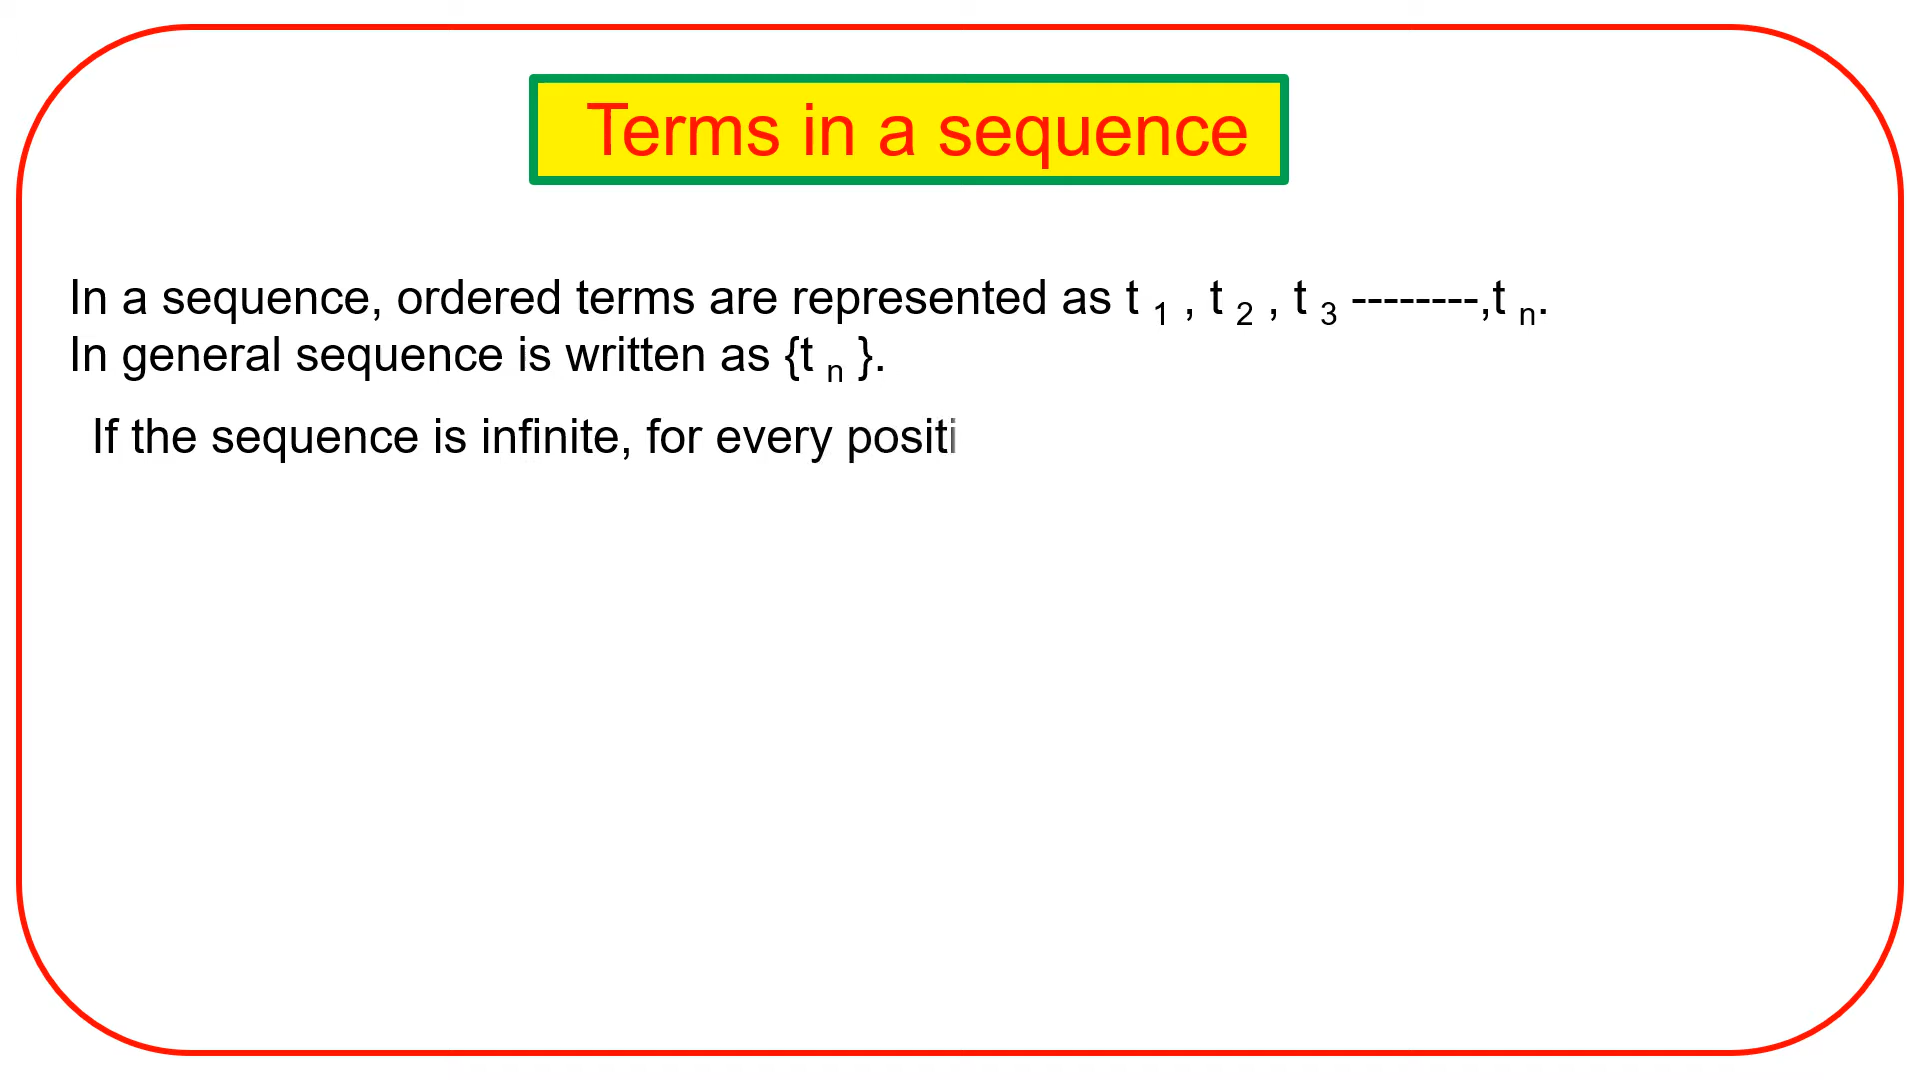 Terms in a sequence
In a sequence, ordered terms are represented as t 1 , t 2 , t 3 --------,t n.
In general sequence is written as {t n }.
If the sequence is infinite, for every positi